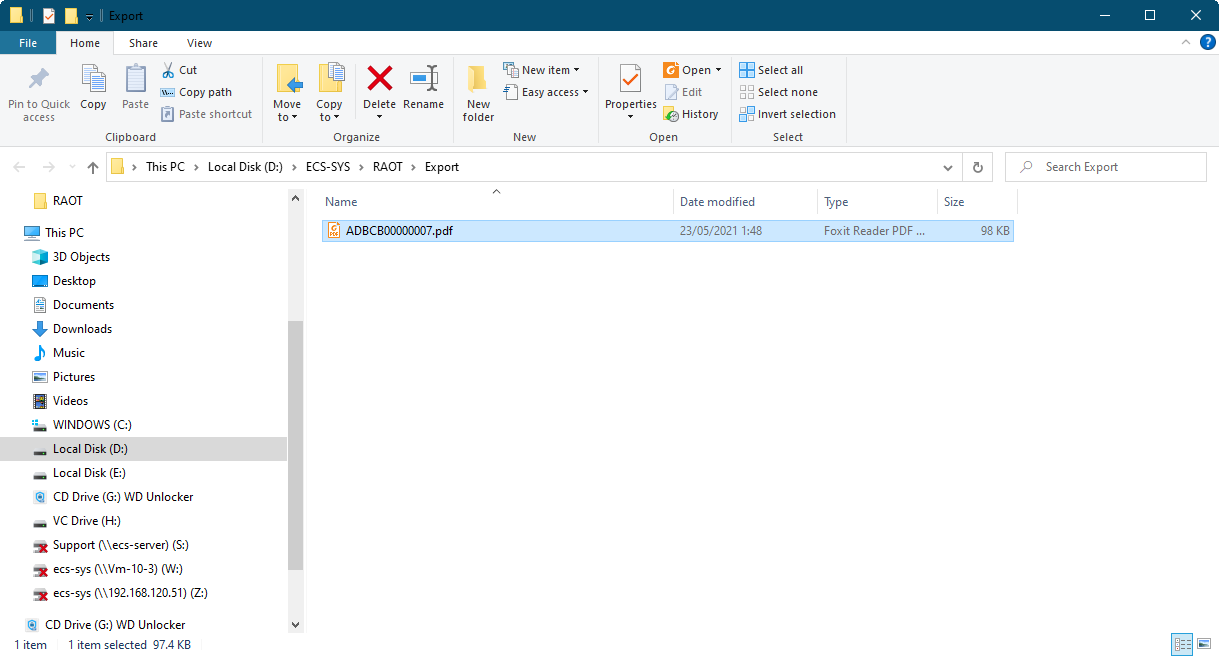 Export
File Home Share View
Pin to Quick access
Copy
Paste
Cut
Copy path
Paste shortcut
Clipboard
Move to
Copy to
Delete
Rename
Organize
New folder
New item
Easy access
New
Properties
Open
Edit
History
Open
Select all
Select none
Invert selection
Select
This PC > Local Disk (D:) > ECS-SYS > RAOT > Export
Search Export
RAOT
This PC
3D Objects
Desktop
Documents
Downloads
Music
Pictures
Videos
WINDOWS (C:)
Local Disk (D:)
Local Disk (E:)
CD Drive (G:) WD Unlocker
VC Drive (H:)
Support (\\ecs-server) (S:)
ecs-sys (\\Vm-10-3) (W:)
ecs-sys (\\192.168.120.51) (Z:)
CD Drive (G:) WD Unlocker
Name Date modified Type Size
ADBCB00000007.pdf 23/05/2021 1:48 Foxit Reader PDF ... 98 KB
1 item 1 item selected 97.4 KB